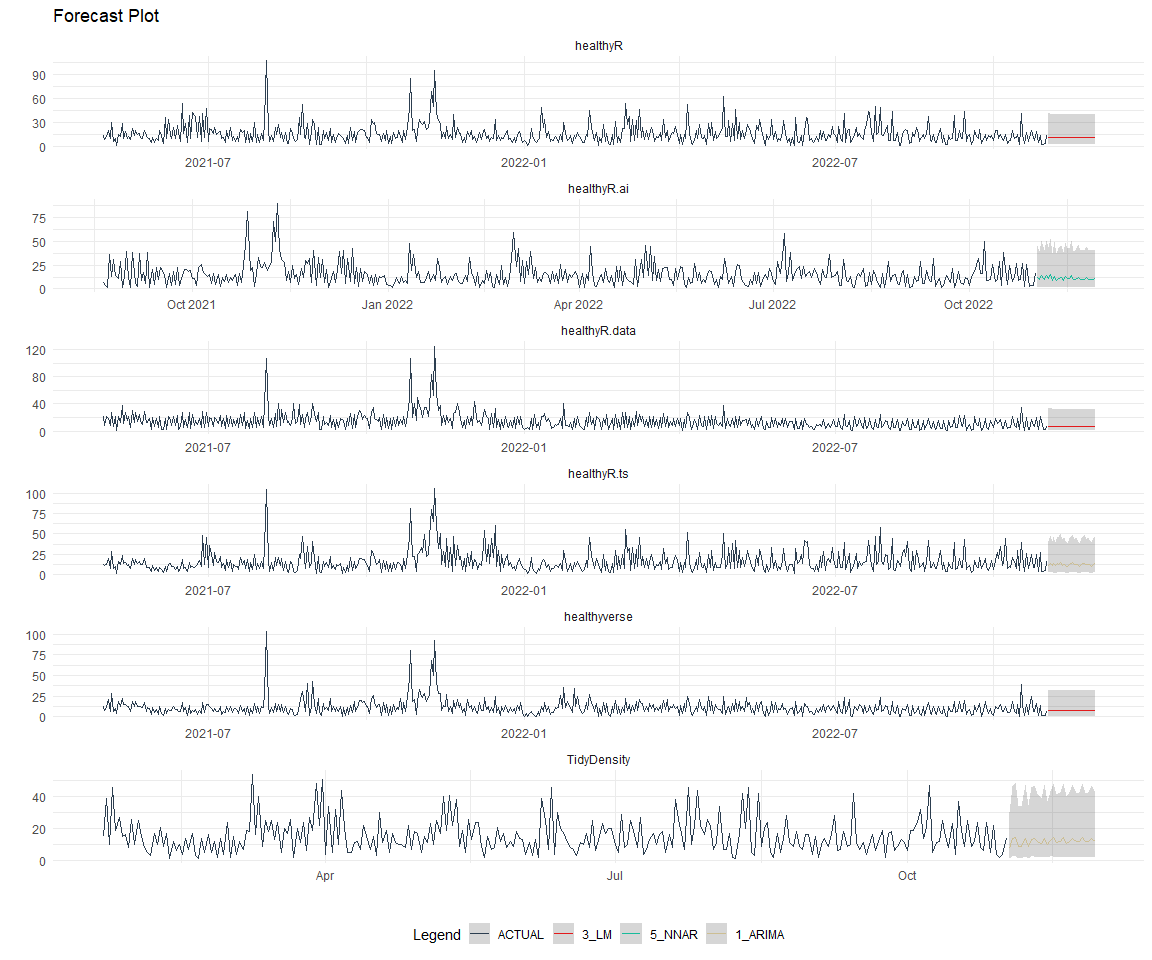 Forecast Plot
healthyR
90
60
30
0
2021-07 2022-01 2022-07
healthyR.ai
75
50
25
0
Oct 2021 Jan 2022 Apr 2022 Jul 2022 Oct 2022
healthyR.data
120
80
40
0
2021-07 2022-01 2022-07
healthyR.ts
100
75
50
25
0
2021-07 2022-01 2022-07
healthyverse
100
75
50
25
0
2021-07 2022-01 2022-07
TidyDensity
40
20
0
Apr Jul Oct
Legend ACTUAL 3_LM 5_NNAR 1_ARIMA